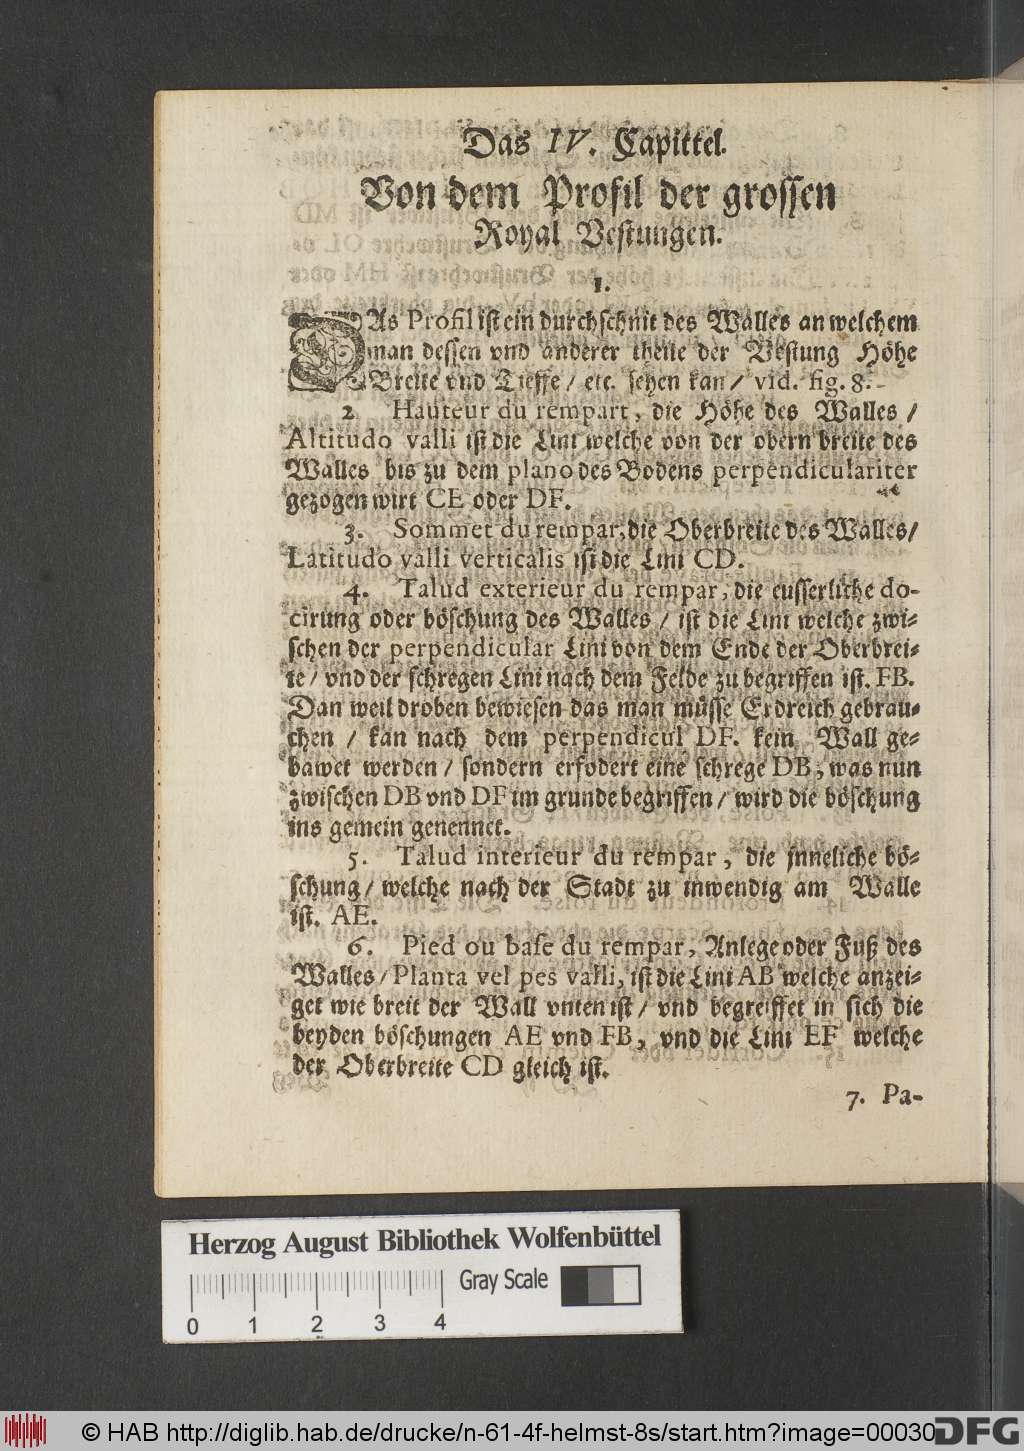 Das IV. Capittel.
Von dem Profil der grossen
Royal Vestungen.
1.
DAs Profil ist ein durchschnit des Walles an welchem
man dessen vnd anderer theile der Vestung Höhe
Breite vnd Tieffe / etc. sehen kan / vid. fig. 8.
2 Hauteur du rempart, die Höhe des Walles /
Altitudo valli ist die Lini welche von der obern breite des
Walles bis zu dem plano des Bodens perpendiculariter
gezogen wirt CE oder DF.
3. Sommet du rempar, die Oberbreite des Walles /
Latitudo valli verticalis ist die Lini CD.
4. Talud exterieur du rempar, die eusserliche do-
cirung oder böschung des Walles / ist die Lini welche zwi-
schen der perpendicular Lini von dem Ende der Oberbrei-
te / vnd der schregen Lini nach dem Felde zu begriffen ist. FB.
Dan weil droben bewiesen das man müsse Erdreich gebrau-
chen / kan nach dem perpendicul DF. kein Wall ge-
bawet werden / sondern erfodert eine schrege DB, was nun
zwischen DB vnd DF im grunde begriffen / wird die böschung
ins gemein genennet.
5. Talud interieur du rempar, die jnneliche bö-
schung / welche nach der Stadt zu inwendig am Walle
ist. AE.
6. Pied ou base du rempar, Anlege oder Fuß des
Walles / Planta vel pes valli, ist die Lini AB welche anzei-
get wie breit der Wall vnten ist / vnd begreiffet in sich die
beyden böschungen AE vnd FB, vnd die Lini EF welche
der Oberbreite CD gleich ist.
7. Pa-
Herzog August Bibliothek Wolfenbüttel
Gray Scale
0 1 2 3 4
© HAB http://diglib.hab.de/drucke/n-61-4f-helmst-8s/start.htm?image=00030
DFG